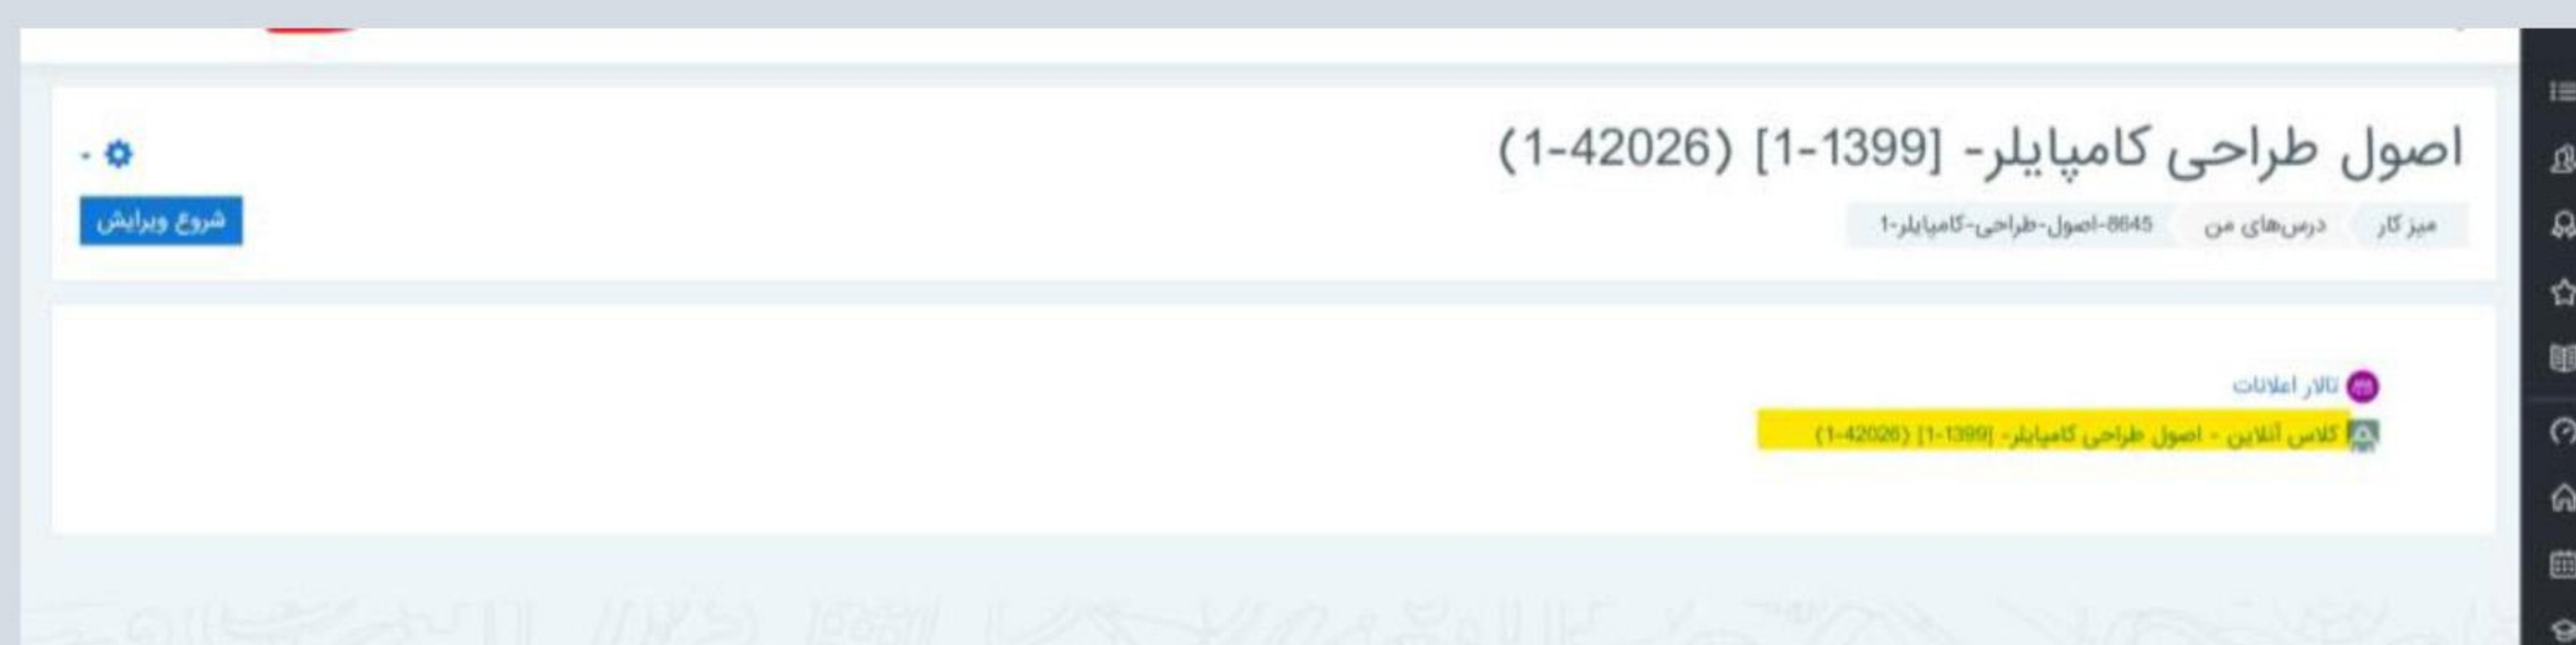 اصول طراحی کامپایلر- [1399-1] (42026-1)
میز کار درس‌های من 8645-اصول-طراحی-کامپایلر-1
شروع ویرایش
تالار اعلانات
کلاس آنلاین - اصول طراحی کامپایلر- [1399-1] (42026-1)